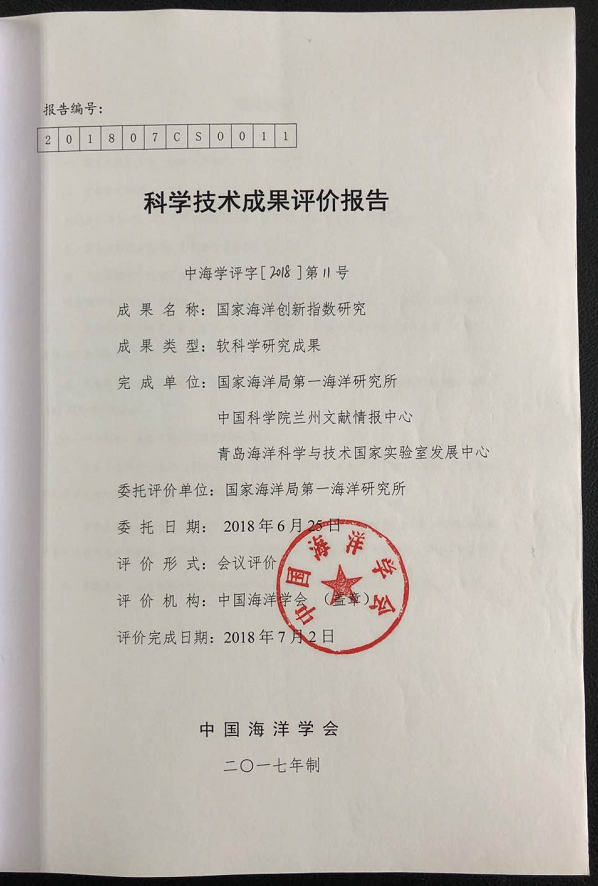 报告编号：
201807CS0011
科学技术成果评价报告
中海学评字[2018]第11号
成果名称：国家海洋创新指数研究
成果类型：软科学研究成果
完成单位：国家海洋局第一海洋研究所
中国科学院兰州文献情报中心
青岛海洋科学与技术国家实验室发展中心
委托评价单位：国家海洋局第一海洋研究所
委托日期： 2018年6月25日
评价形式：会议评价
评价机构：中国海洋学会（盖章）
中国海洋学会
评价完成日期：2018年7月2日
中国海洋学会
二〇一七年制